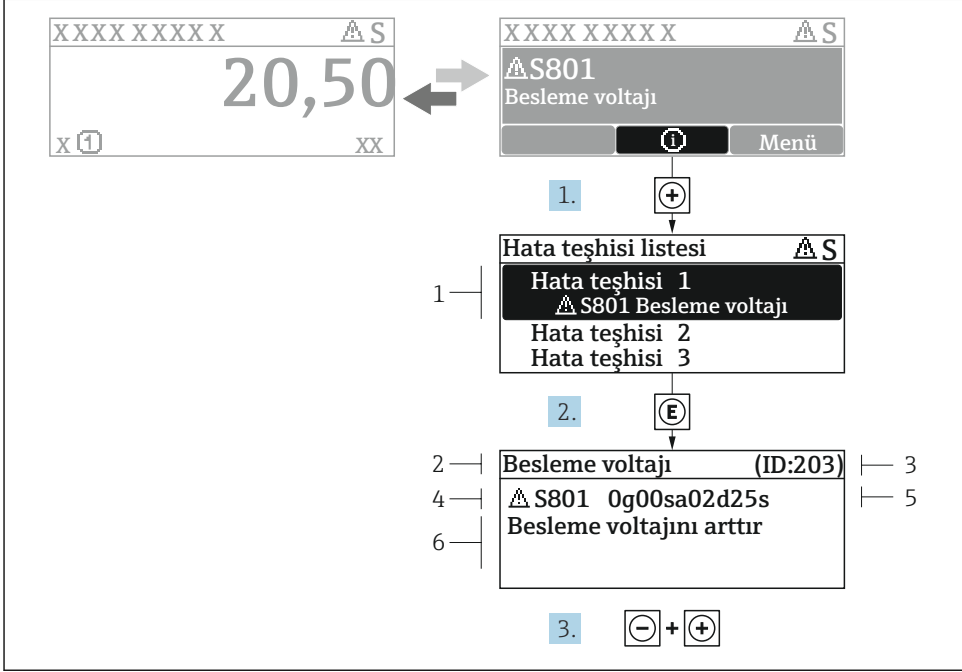 XXXX XXXXX ⚠S
20,50
X 1 XX
XXXX XXXXX ⚠S
⚠S801
Besleme voltajı
i Menü
1. +
Hata teşhisi listesi ⚠S
1
Hata teşhisi 1
⚠S801 Besleme voltajı
Hata teşhisi 2
Hata teşhisi 3
2. E
2 Besleme voltajı (ID:203) 3
4 ⚠S801 0g00sa02d25s 5
6 Besleme voltajını arttır
3. - + +